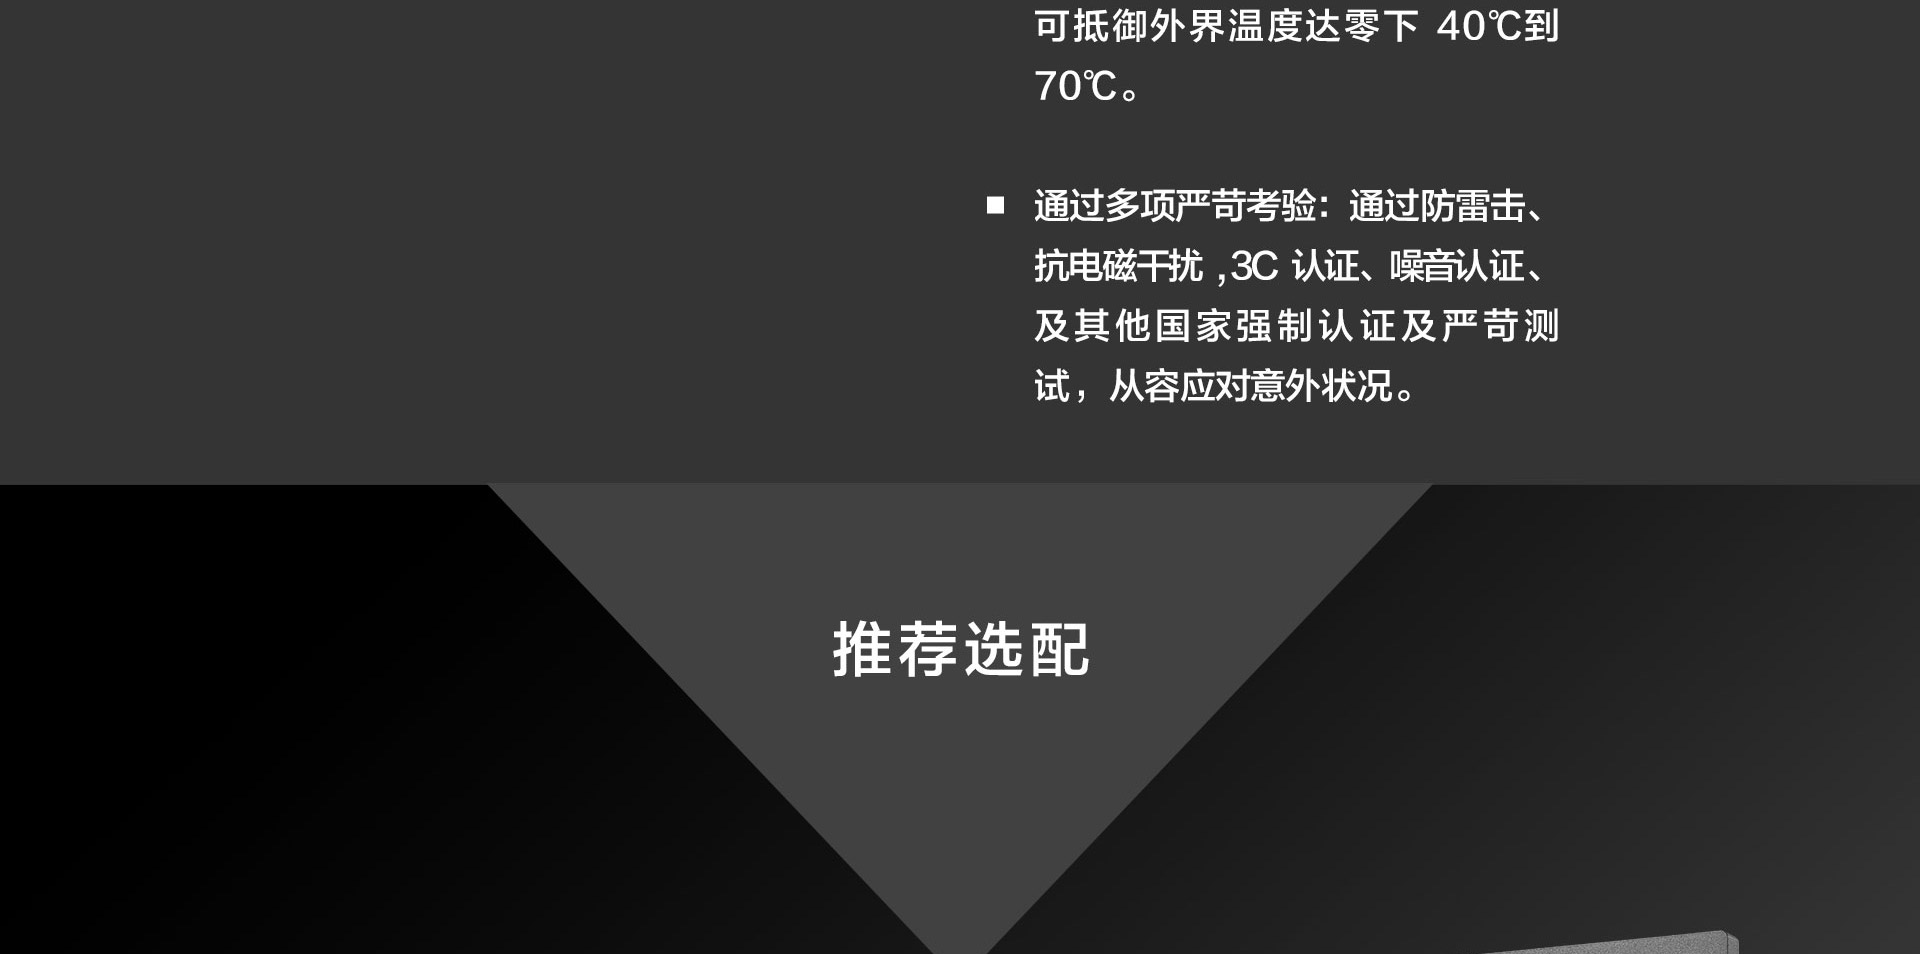 可抵御外界温度达零下 40℃到
70℃。
■ 通过多项严苛考验：通过防雷击、
抗电磁干扰 ,3C 认证、噪音认证、
及其他国家强制认证及严苛测
试，从容应对意外状况。
推荐选配